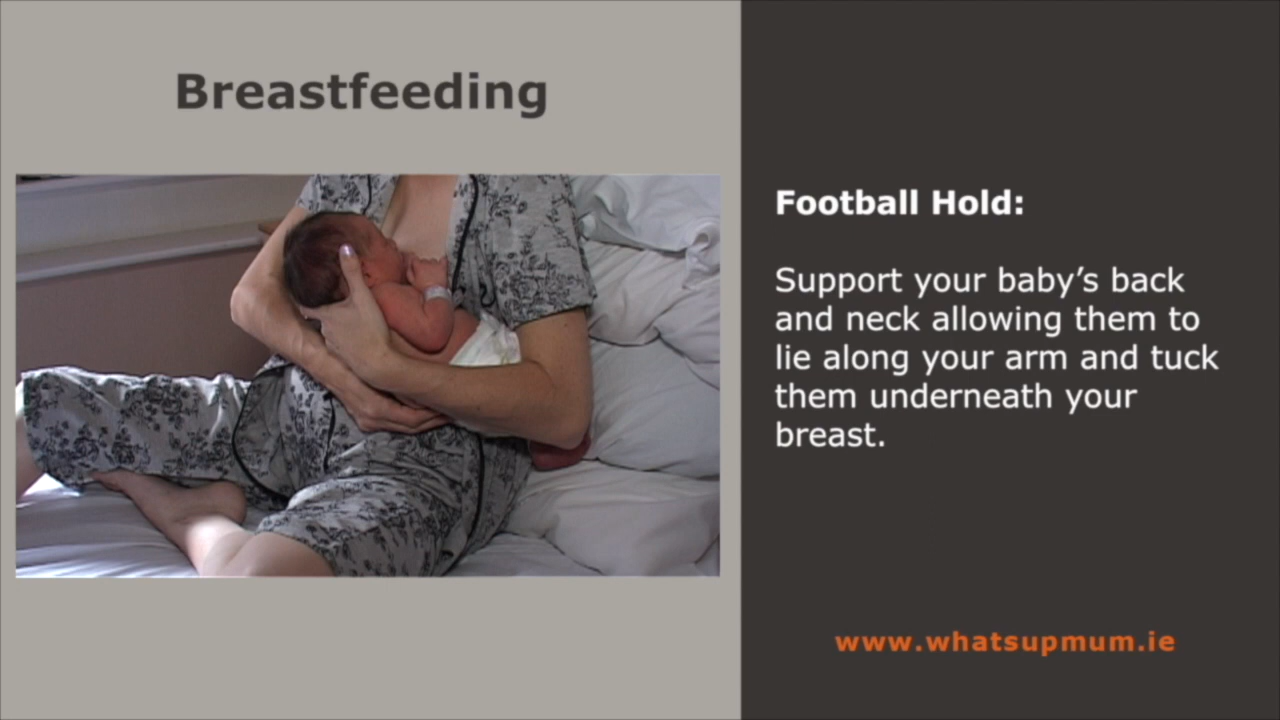 Breastfeeding
Football Hold:
Support your baby’s back
and neck allowing them to
lie along your arm and tuck
them underneath your
breast.
www.whatsupmum.ie